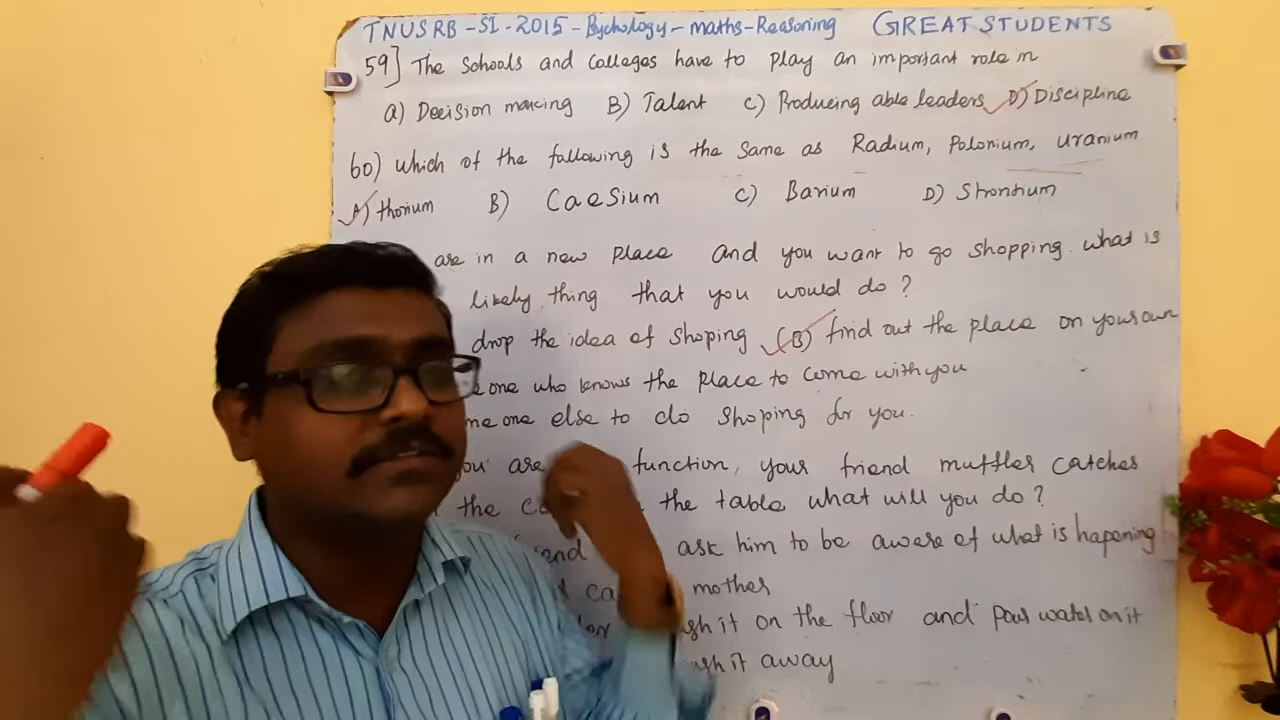 TNUSRB - SI - 2015 - Pychology - maths - Reasoning GREAT STUDENTS
59] The Schools and Colleges have to play an important role in
a) Decision making B) Talent C) Producing able leaders D) Discipline
60) Which of the following is the same as Radium, Polonium, Uranium
A) thorium B) Caesium C) Barium D) Strontium
are in a new place and you want to go shopping. What is
likely thing that you would do?
drop the idea of Shoping (B) find out the place on your own
one who knows the place to come with you
one else to do shoping for you.
are function, your friend muffler catches
the the table what will you do?
ask him to be aware of what is hapening
mother
it on the floor and pour water on it
it away